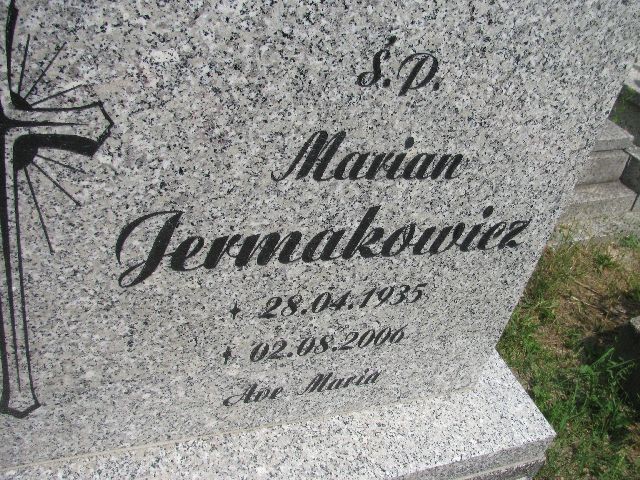 Ś.P.
Marian
Jermakowicz
28.04.1935
02.08.2006
Ave Maria